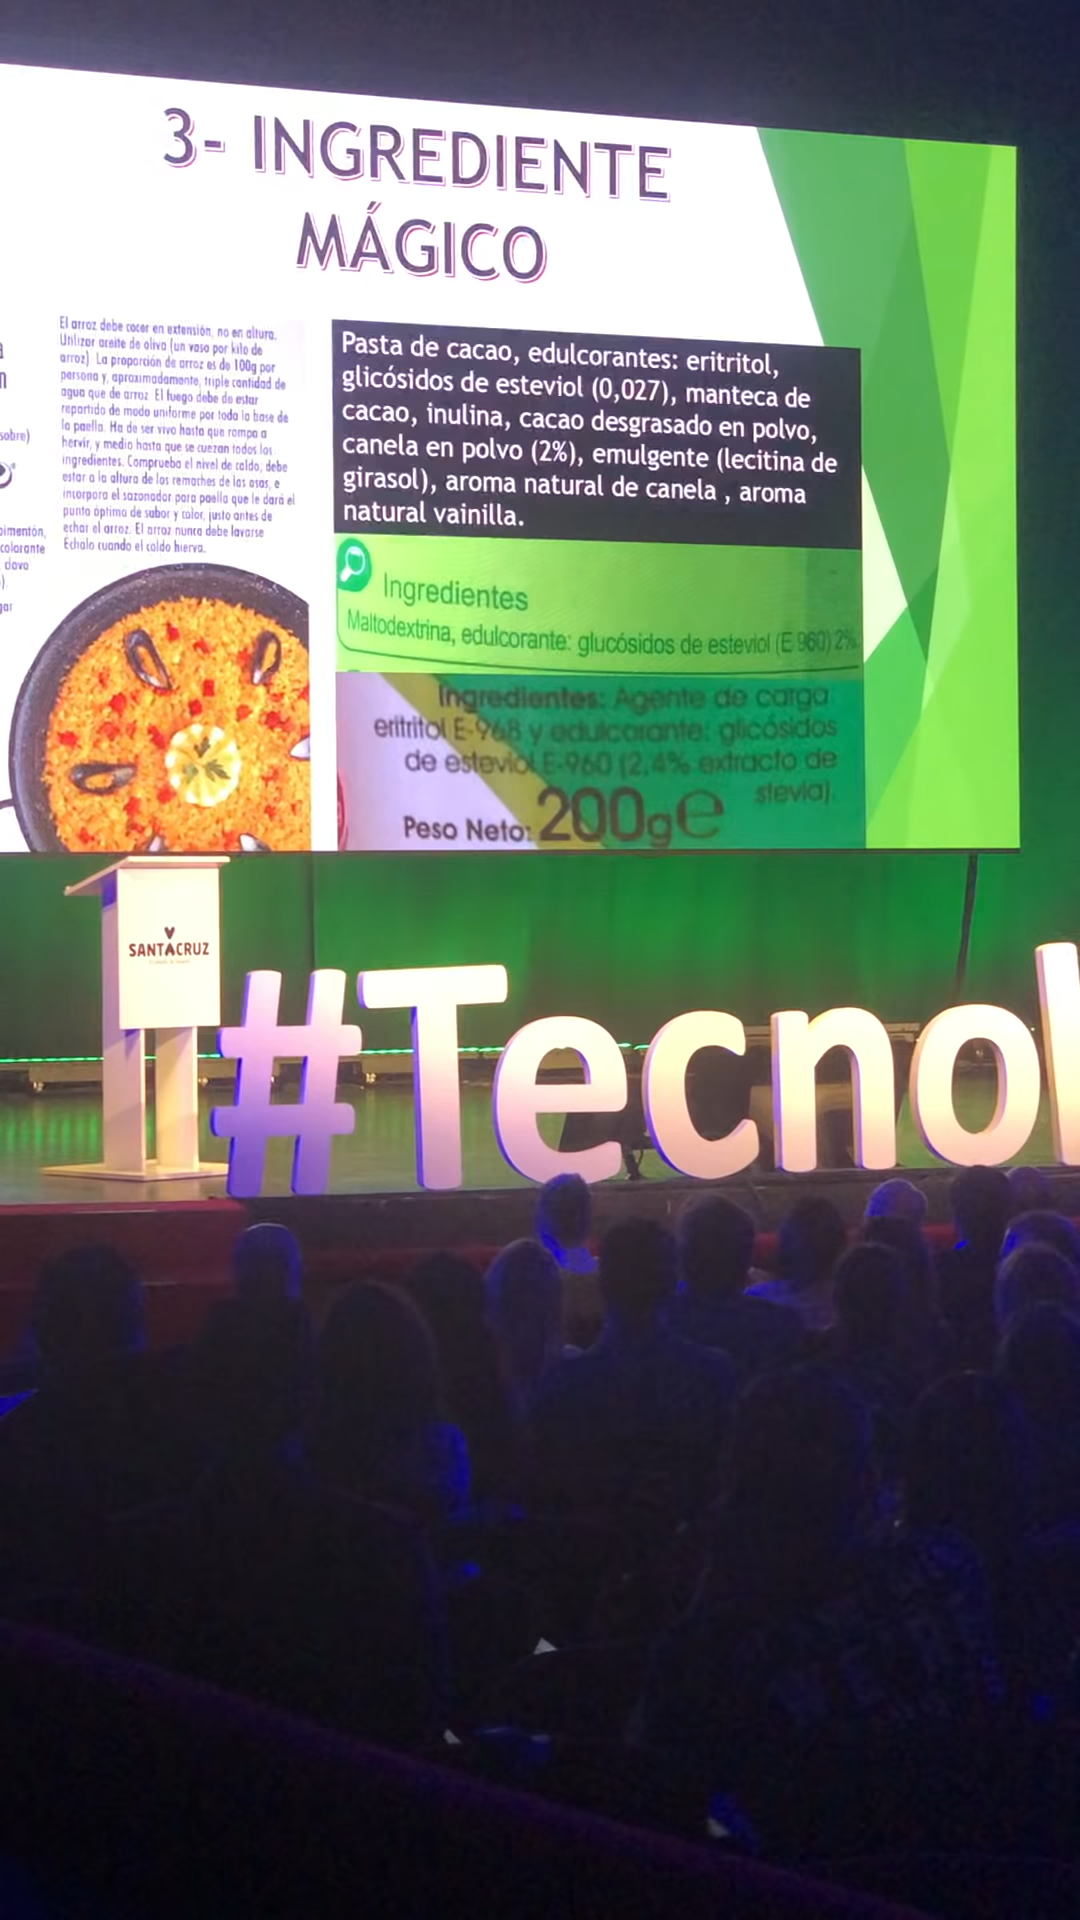 3- INGREDIENTE
MÁGICO
El arroz debe cocer en extensión, no en altura.
Utilizar aceite de oliva (un vaso por kilo de
arroz). La proporción de arroz es de 100g por
persona y, aproximadamente, triple cantidad de
agua que de arroz. El fuego debe de estar
repartido de modo uniforme por toda la base de
la paella. Ha de ser vivo hasta que rompa a
hervir, y medio hasta que se cuezan todos los
ingredientes. Comprueba el nivel de caldo, debe
estar a la altura de los remaches de las asas, e
incorpora el sazonador para paella que le dará el
punto óptimo de sabor y color, justo antes de
echar el arroz. El arroz nunca debe lavarse
Échalo cuando el caldo hierva.
sobre)
pimentón,
colorante
clavo
Pasta de cacao, edulcorantes: eritritol,
glicósidos de esteviol (0,027), manteca de
cacao, inulina, cacao desgrasado en polvo,
canela en polvo (2%), emulgente (lecitina de
girasol), aroma natural de canela , aroma
natural vainilla.
Ingredientes
Maltodextrina, edulcorante: glucósidos de esteviol (E 960) 2%
Ingredientes: Agente de carga
eritritol E-968 y edulcorante: glicósidos
de esteviol E-960 (2,4% extracto de
stevia).
Peso Neto: 200g e
SANTACRUZ
#Tecnol